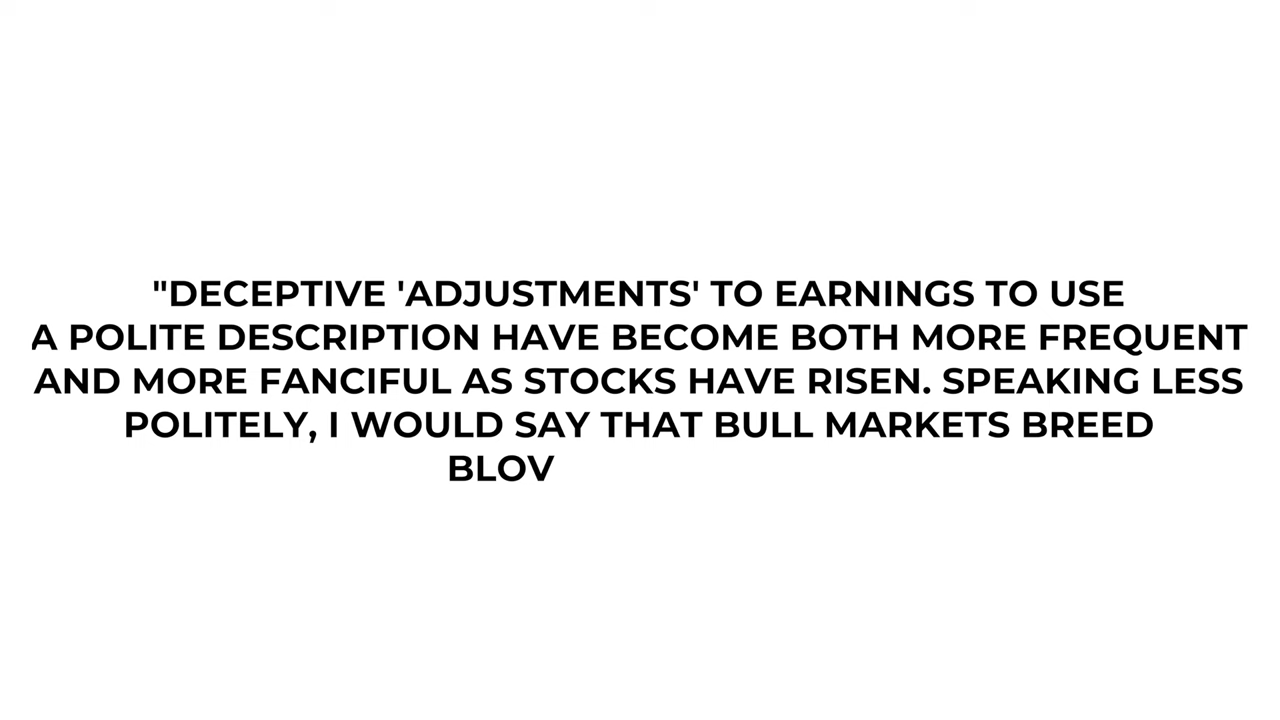 "DECEPTIVE 'ADJUSTMENTS' TO EARNINGS TO USE
A POLITE DESCRIPTION HAVE BECOME BOTH MORE FREQUENT
AND MORE FANCIFUL AS STOCKS HAVE RISEN. SPEAKING LESS
POLITELY, I WOULD SAY THAT BULL MARKETS BREED
BLOV